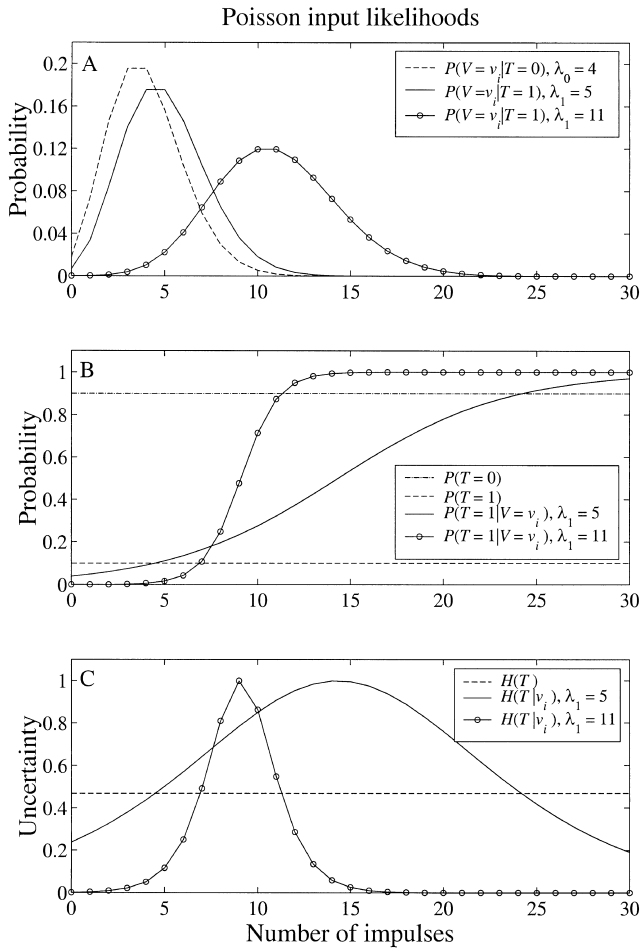 Poisson input likelihoods
A
P(V = v_i|T = 0), λ_0 = 4
P(V =v_i|T = 1), λ_1 = 5
P(V = v_i|T = 1), λ_1 = 11
0.2
0.16
0.12
0.08
0.04
0
Probability
0 5 10 15 20 25 30
B
1
0.8
0.6
0.4
0.2
0
Probability
P(T = 0)
P(T = 1)
P(T = 1|V = v_i ), λ_1 = 5
P(T = 1|V = v_i ), λ_1 = 11
0 5 10 15 20 25 30
C
H(T)
H(T|v_i ), λ_1 = 5
H(T|v_i ), λ_1 = 11
1
0.8
0.6
0.4
0.2
0
Uncertainty
0 5 10 15 20 25 30
Number of impulses